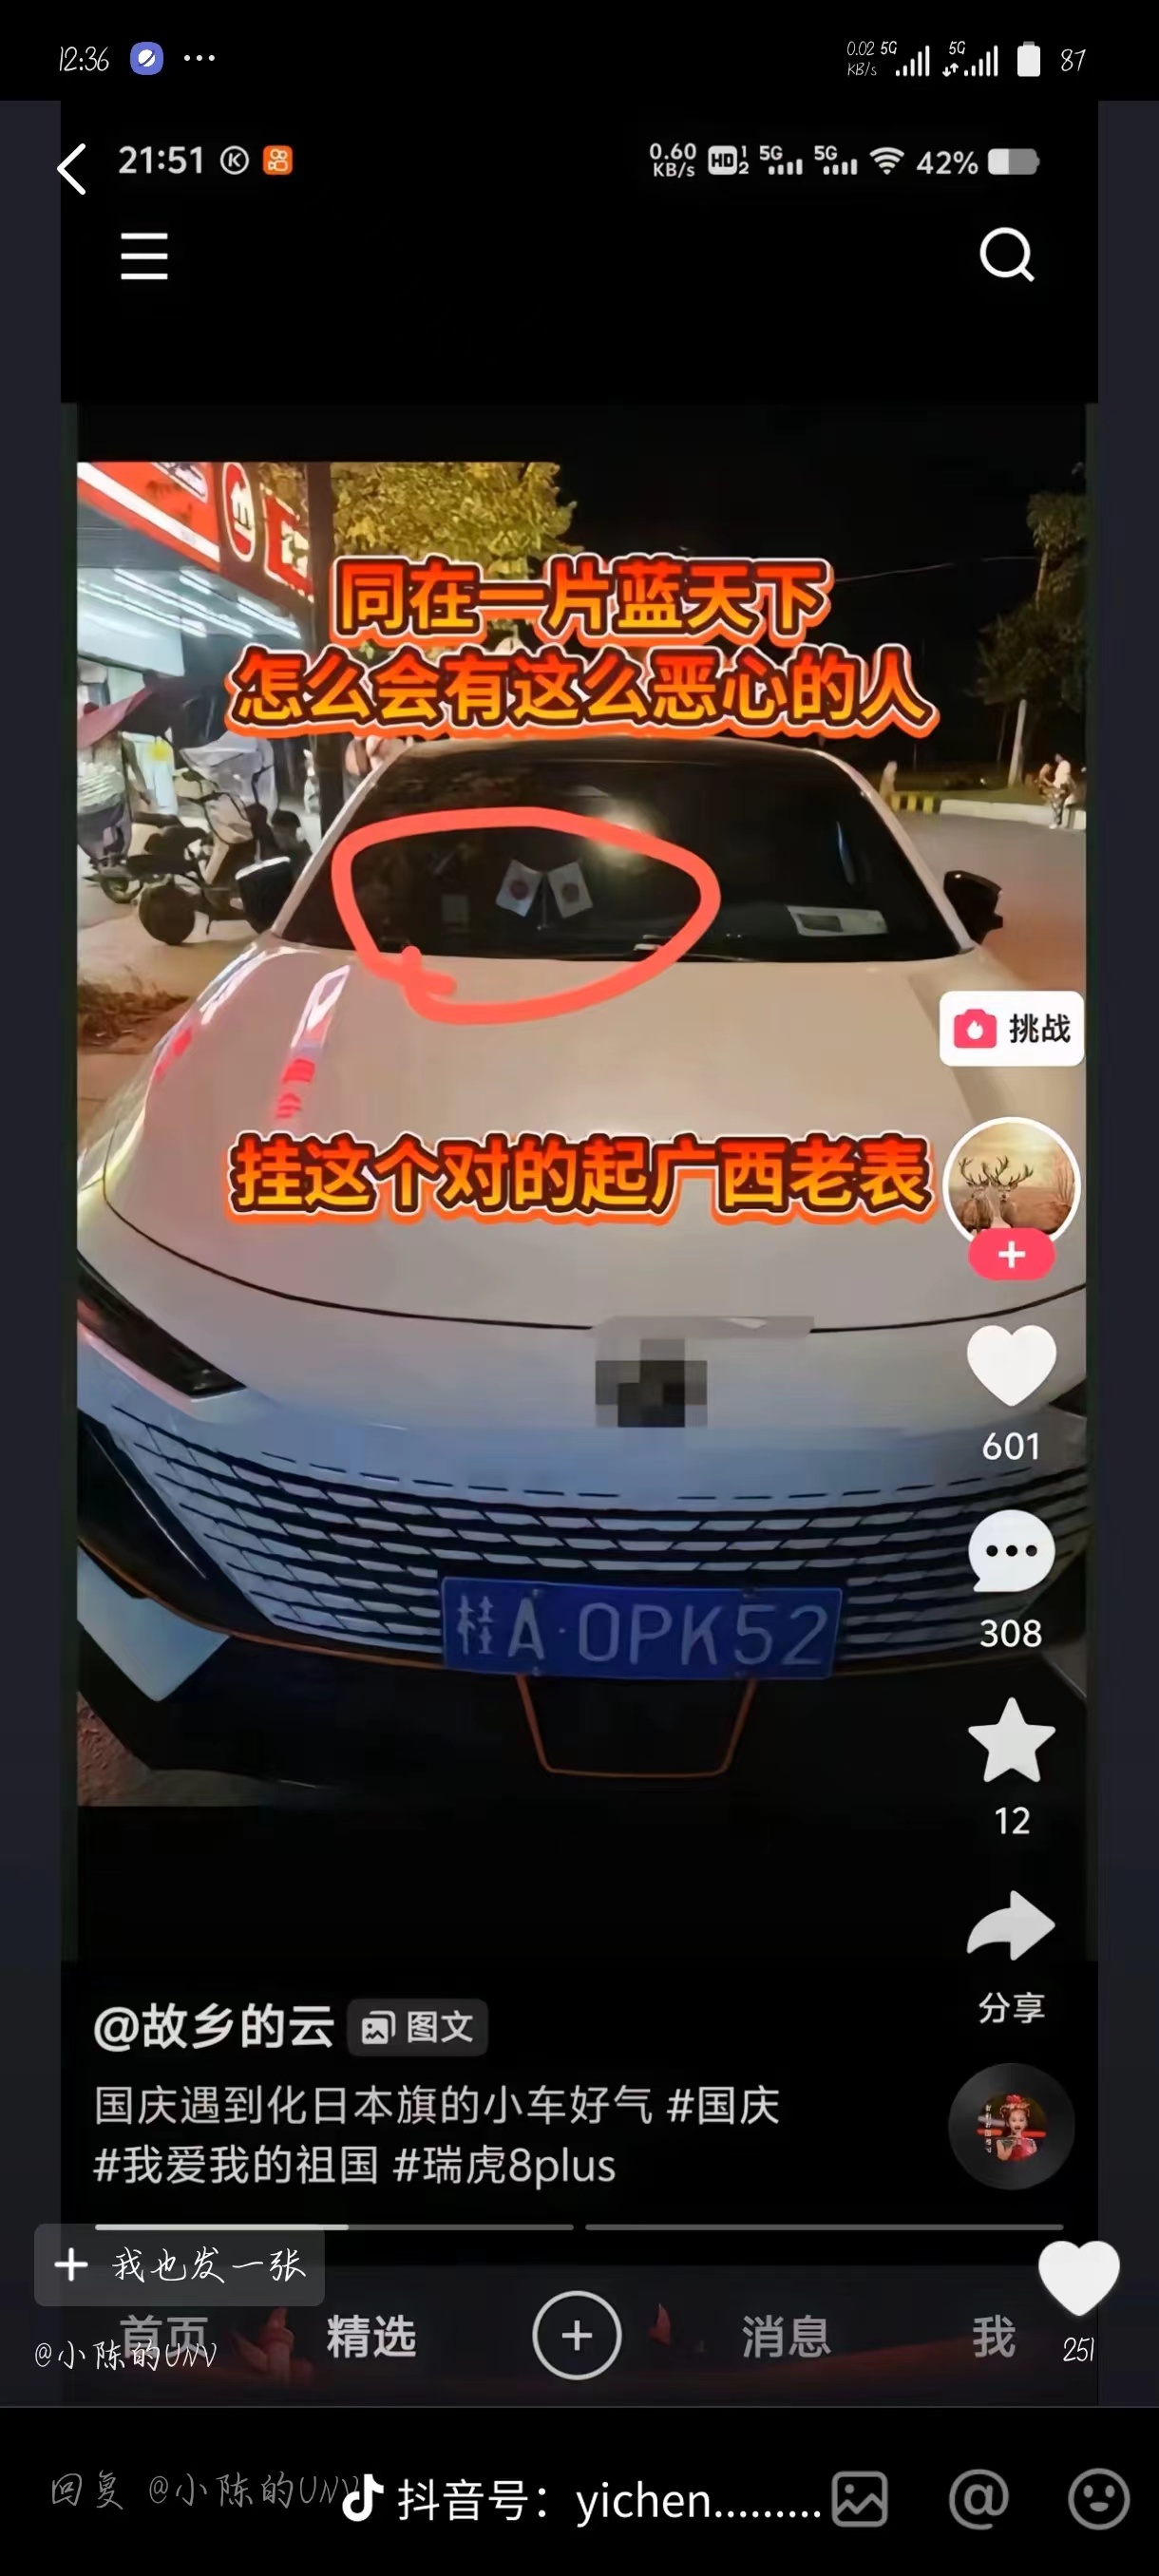 12:36
0.02 KB/s 5G 5G 87
21:51 K
0.60 KB/s HD 1 2 5G 5G 42%
同在一片蓝天下
怎么会有这么恶心的人
挑战
挂这个对的起广西老表
601
308
桂A·0PK52
12
分享
@故乡的云 图文
国庆遇到化日本旗的小车好气 #国庆
#我爱我的祖国 #瑞虎8plus
+ 我也发一张
首页 精选 消息 我
@小陈的UNV
251
回复 @小陈的UNV
抖音号：yichen.........